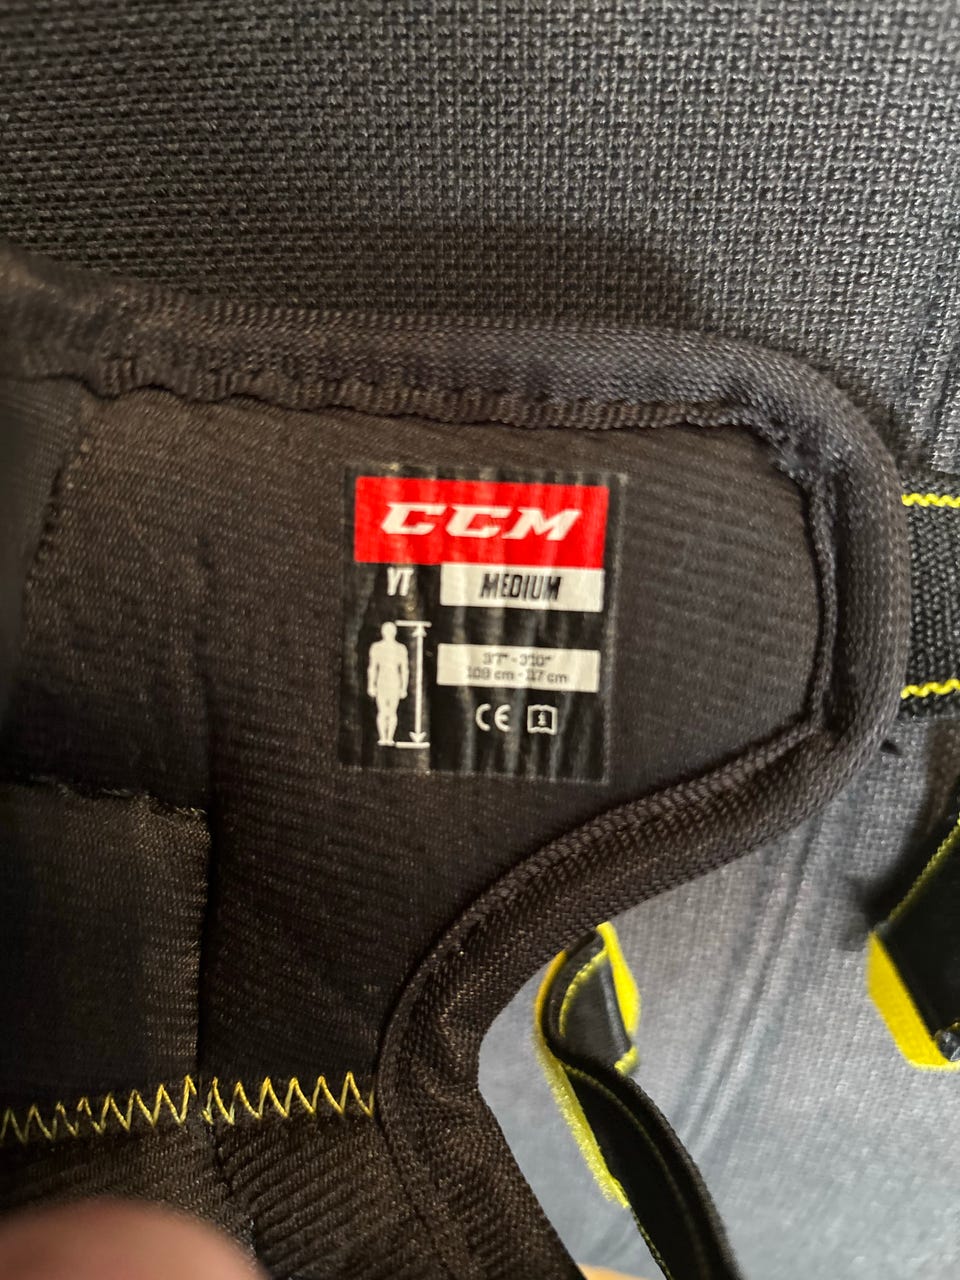 CCM
YT MEDIUM
3'7" - 3'10"
109 cm - 117 cm
CE